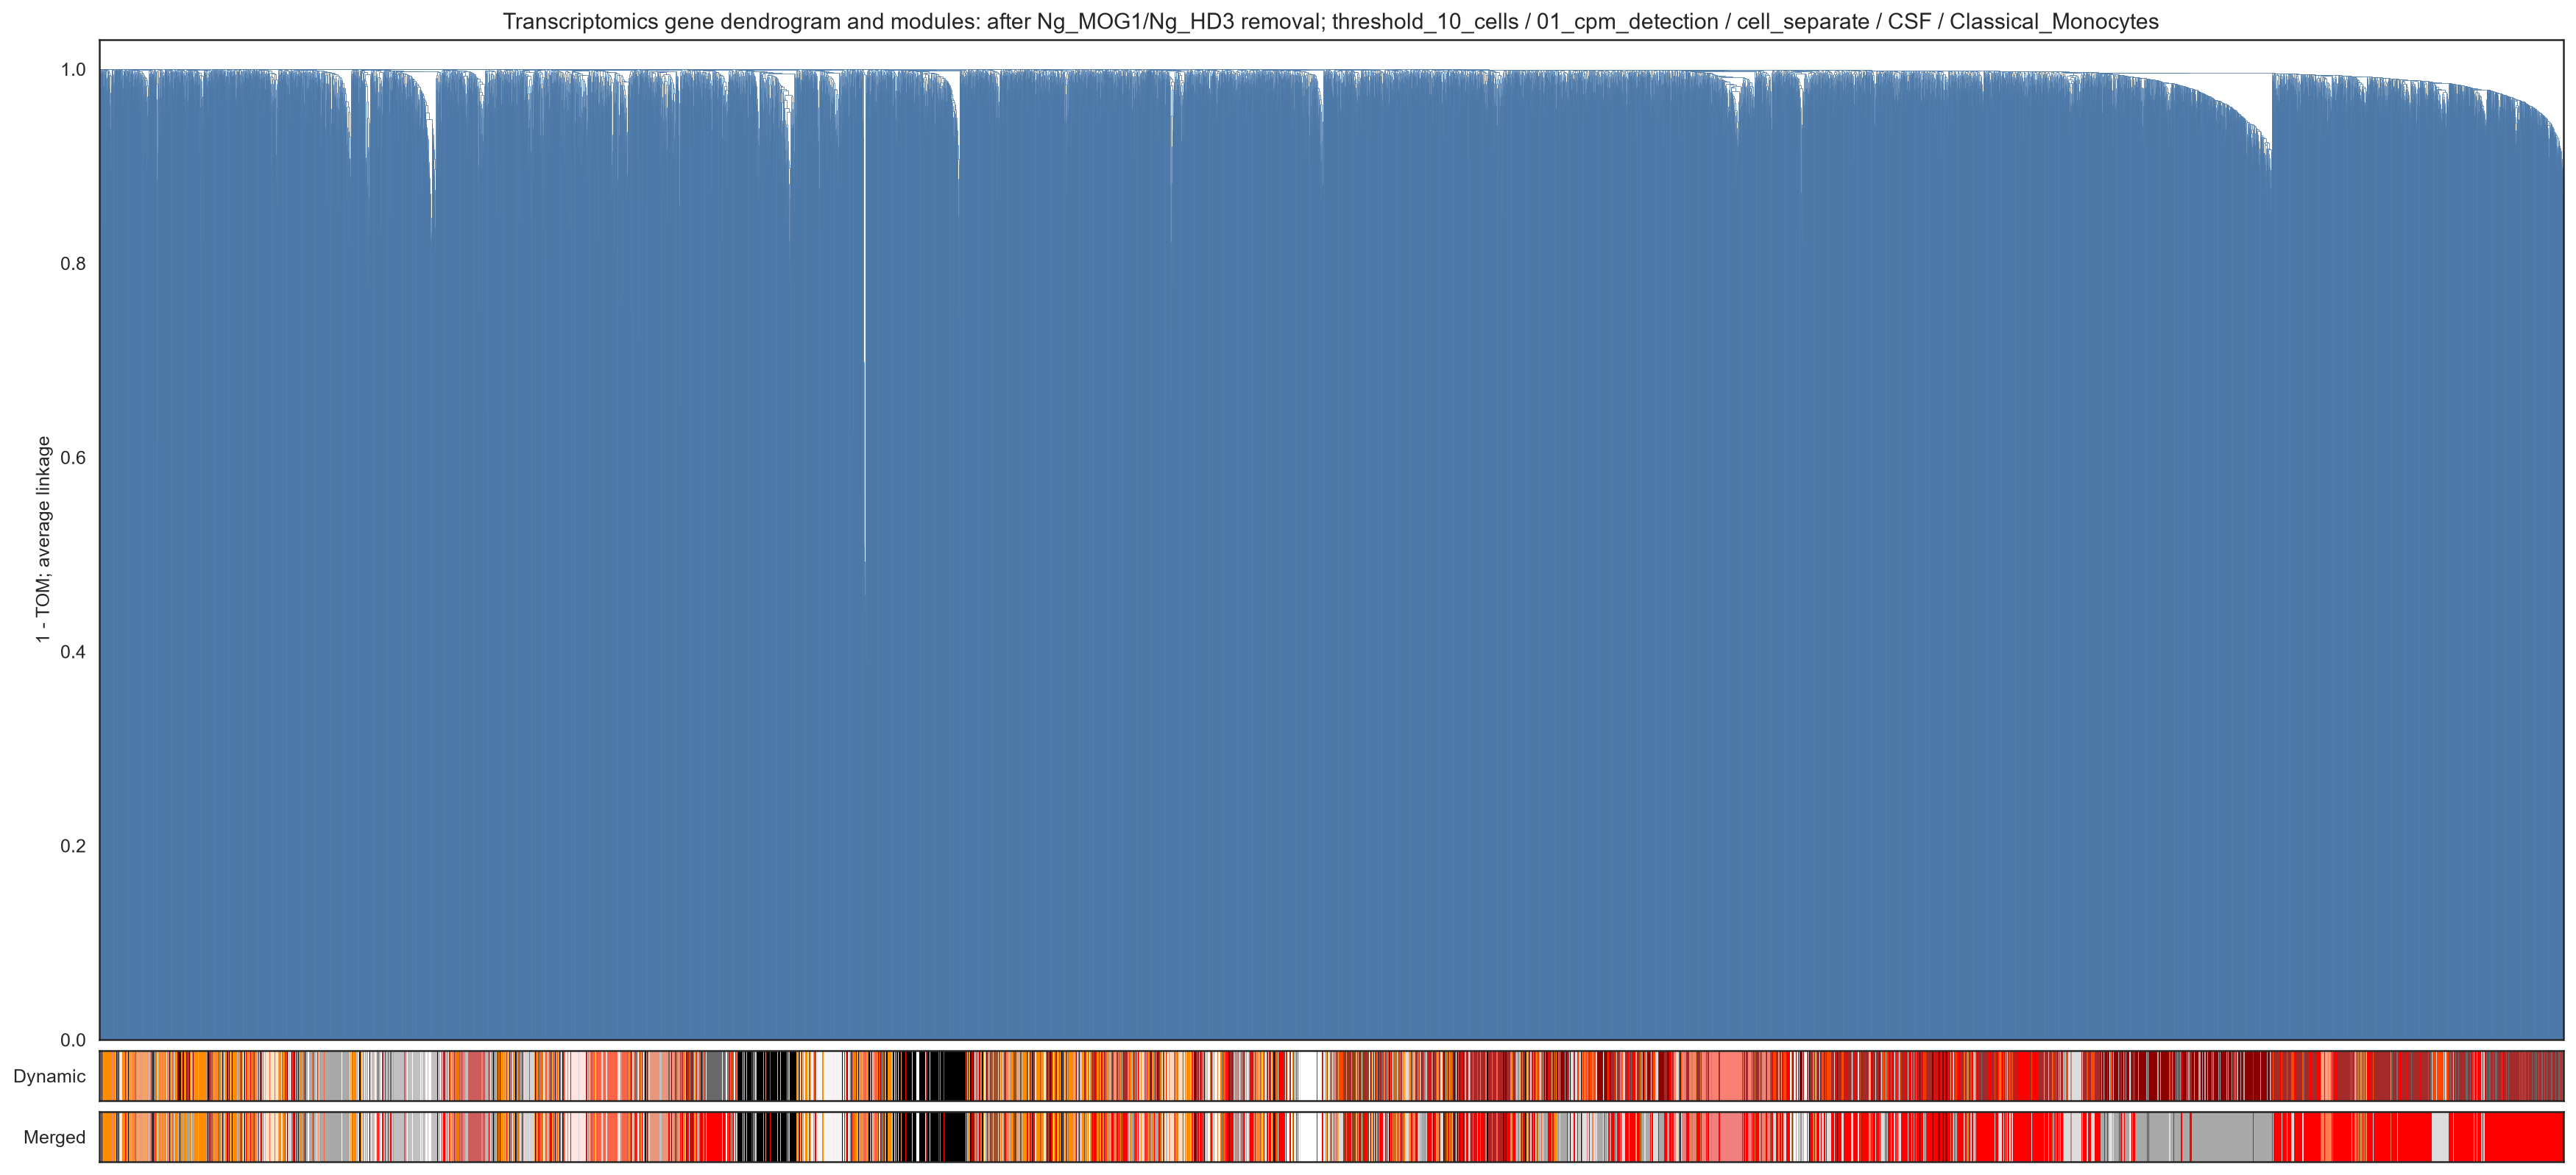 Transcriptomics gene dendrogram and modules: after Ng_MOG1/Ng_HD3 removal; threshold_10_cells / 01_cpm_detection / cell_separate / CSF / Classical_Monocytes
1.0
0.8
0.6
0.4
0.2
0.0
1 - TOM; average linkage
Dynamic
Merged